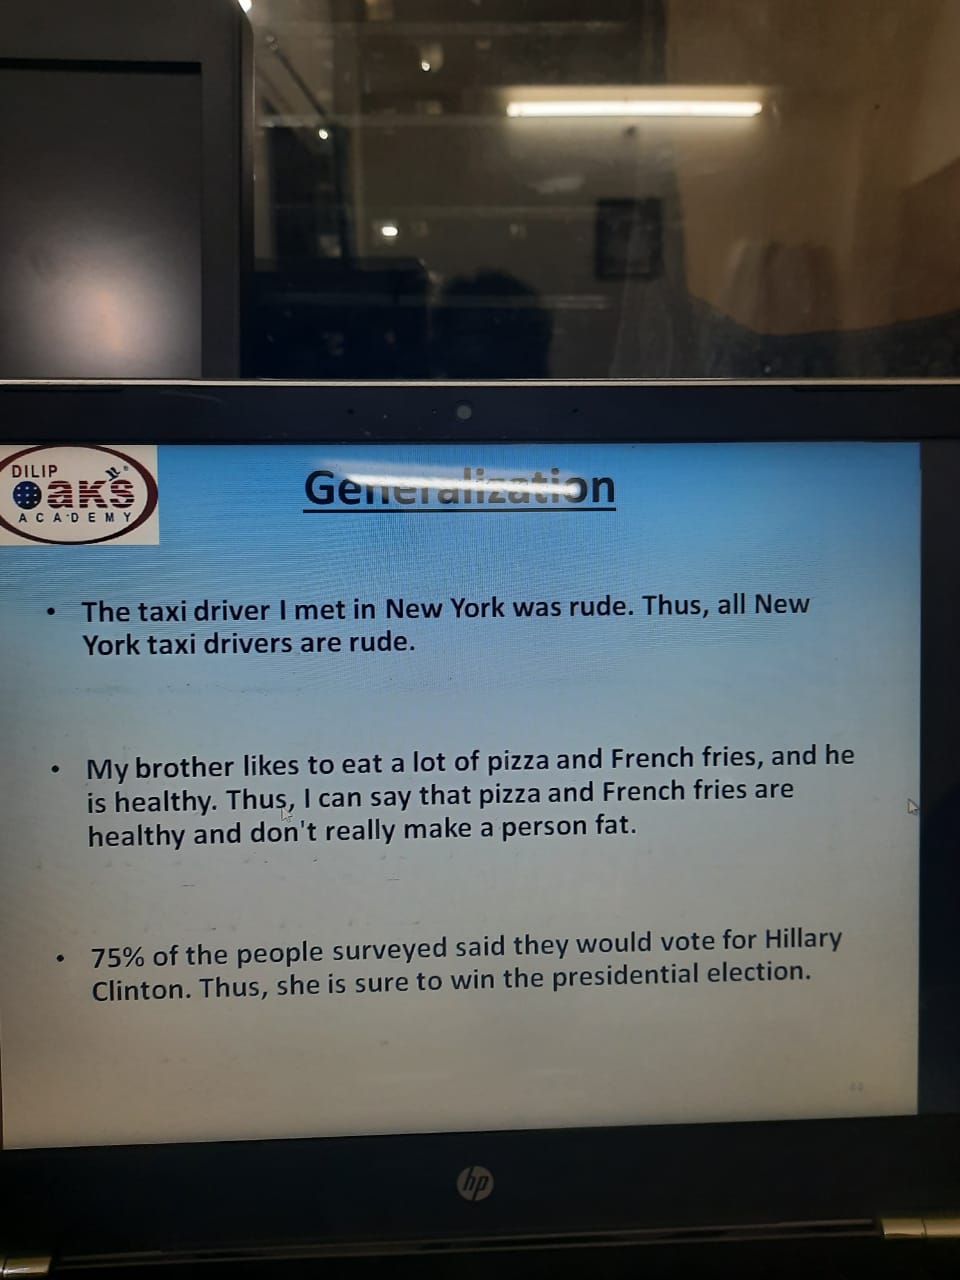 DILIP
Oak's
ACADEMY
Generalization
• The taxi driver I met in New York was rude. Thus, all New
York taxi drivers are rude.
• My brother likes to eat a lot of pizza and French fries, and he
is healthy. Thus, I can say that pizza and French fries are
healthy and don't really make a person fat.
• 75% of the people surveyed said they would vote for Hillary
Clinton. Thus, she is sure to win the presidential election.
44
hp